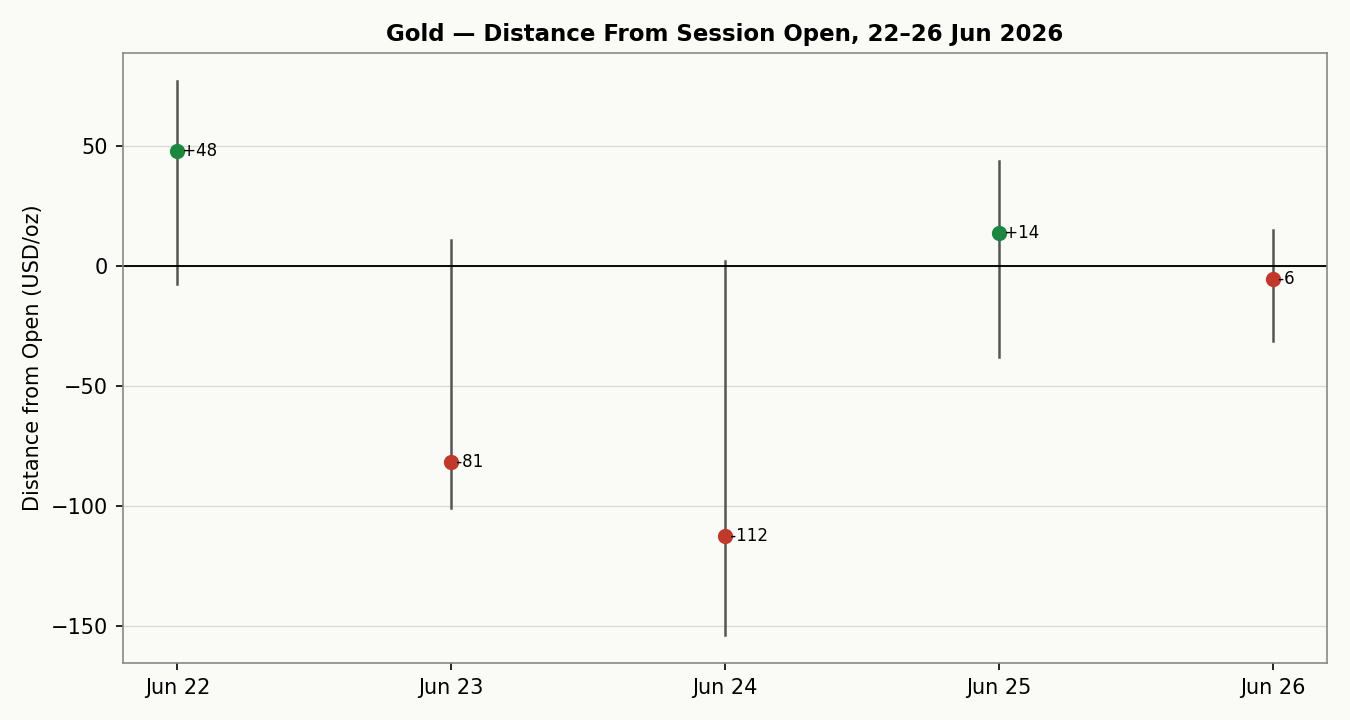 Gold — Distance From Session Open, 22–26 Jun 2026
Distance from Open (USD/oz)
50
0
−50
−100
−150
+48
-81
-112
+14
-6
Jun 22
Jun 23
Jun 24
Jun 25
Jun 26